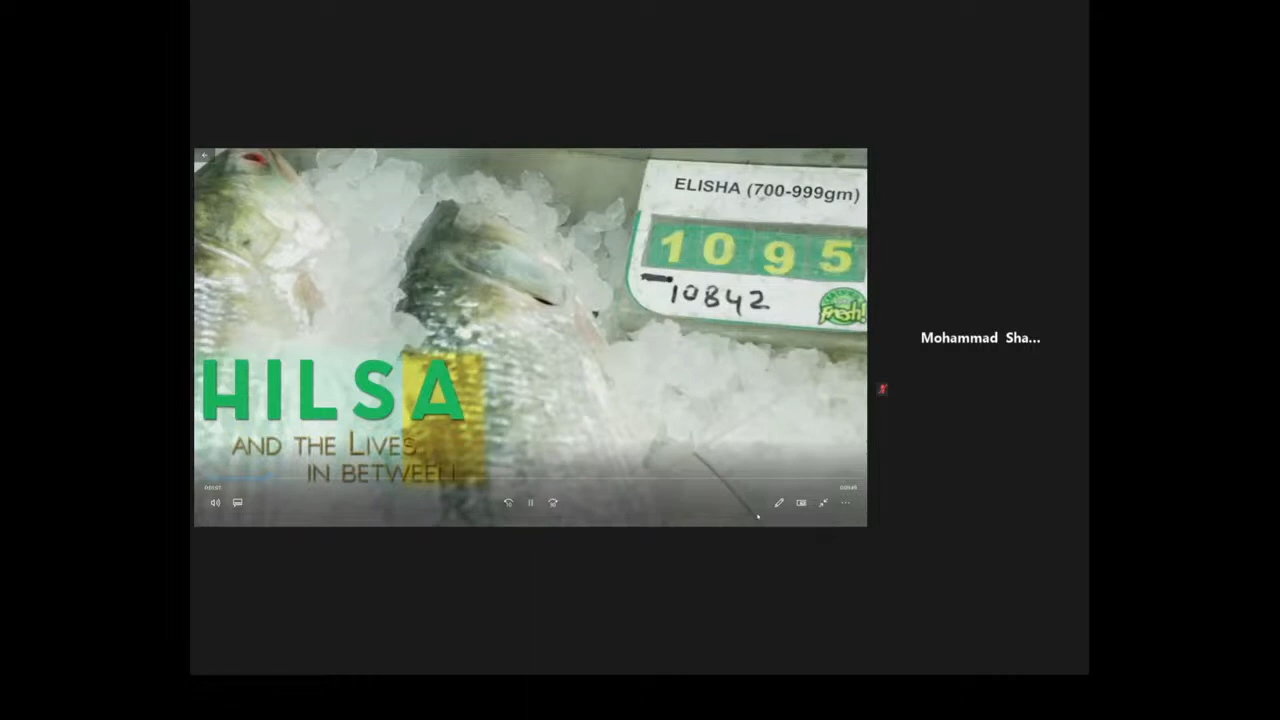 ELISHA (700-999gm)
1095
10842
Fresh!
HILSA
AND THE LIVES
IN BETWEEN
Mohammad Sha...